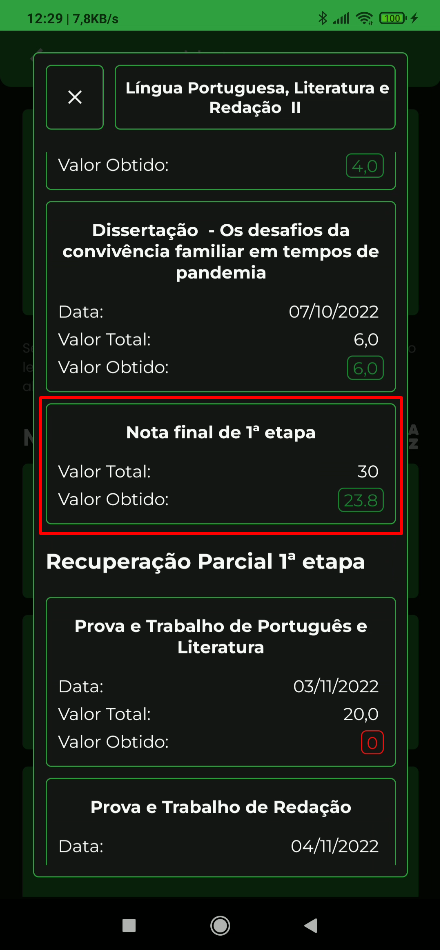 12:29 | 7,8KB/s
100
Língua Portuguesa, Literatura e
Redação II
Valor Obtido:
4,0
Dissertação - Os desafios da
convivência familiar em tempos de
pandemia
Data:
07/10/2022
Valor Total:
6,0
Valor Obtido:
6,0
Nota final de 1ª etapa
Valor Total:
30
Valor Obtido:
23.8
Recuperação Parcial 1ª etapa
Prova e Trabalho de Português e
Literatura
Data:
03/11/2022
Valor Total:
20,0
Valor Obtido:
0
Prova e Trabalho de Redação
Data:
04/11/2022